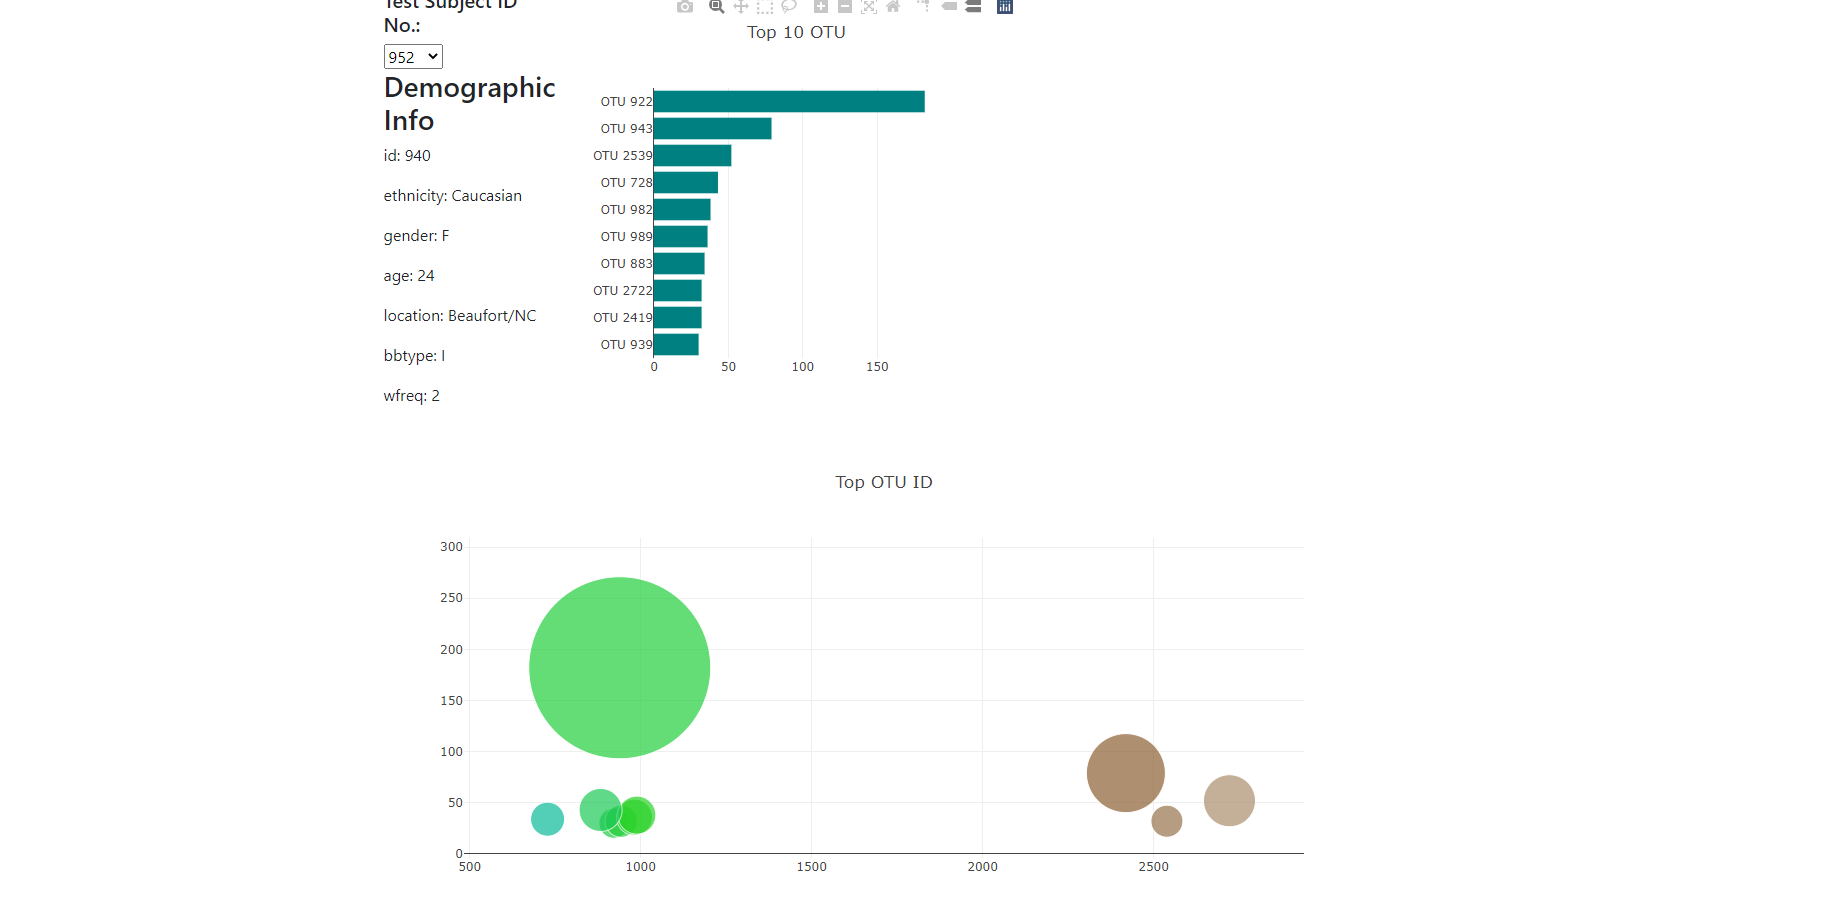 Test Subject ID
No.:
952
Demographic
Info
id: 940
ethnicity: Caucasian
gender: F
age: 24
location: Beaufort/NC
bbtype: I
wfreq: 2
Top 10 OTU
OTU 922
OTU 943
OTU 2539
OTU 728
OTU 982
OTU 989
OTU 883
OTU 2722
OTU 2419
OTU 939
0 50 100 150
Top OTU ID
300
250
200
150
100
50
0
500 1000 1500 2000 2500